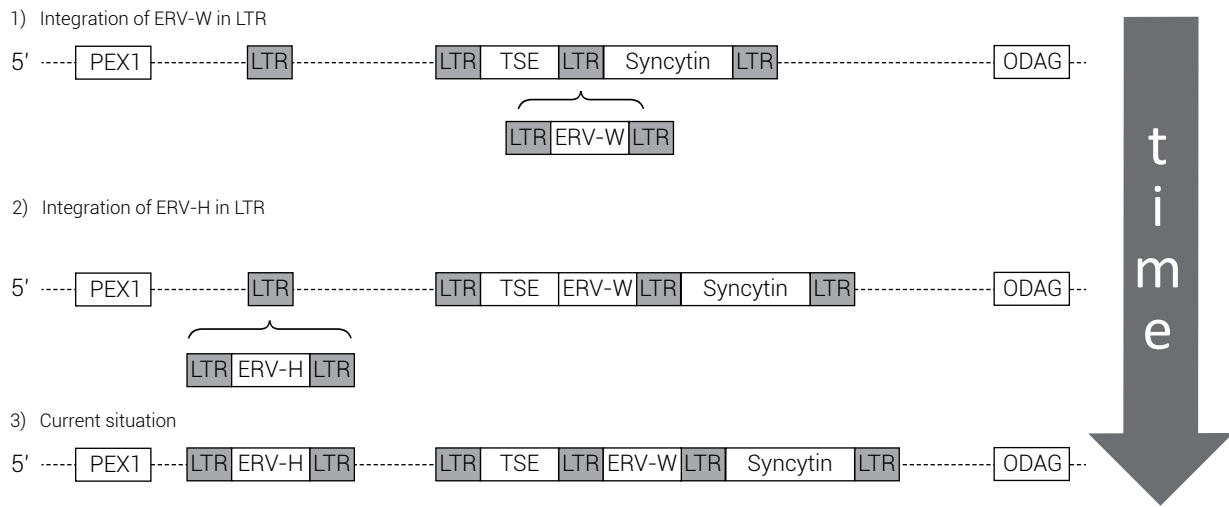 1) Integration of ERV-W in LTR
5' PEX1 LTR LTR TSE LTR Syncytin LTR ODAG
LTR ERV-W LTR
2) Integration of ERV-H in LTR
5' PEX1 LTR LTR TSE ERV-W LTR Syncytin LTR ODAG
LTR ERV-H LTR
3) Current situation
5' PEX1 LTR ERV-H LTR LTR TSE LTR ERV-W LTR Syncytin LTR ODAG
t
i
m
e